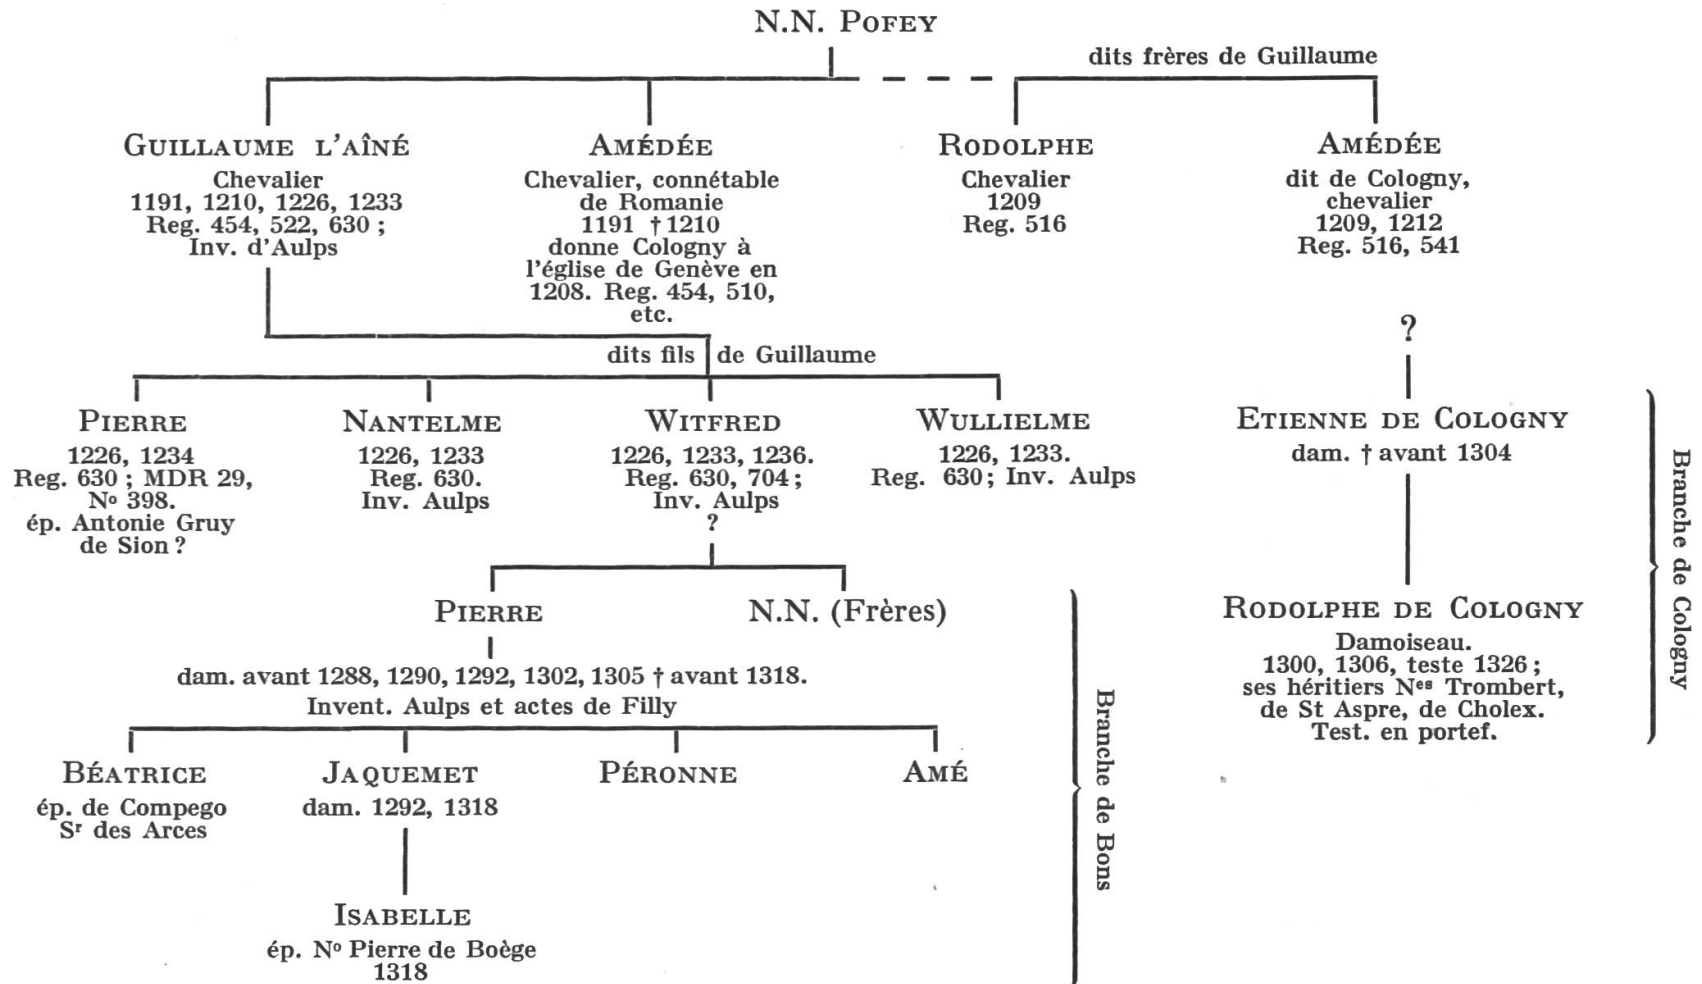 N.N. POFEY
dits frères de Guillaume
GUILLAUME L'AÎNÉ
Chevalier
1191, 1210, 1226, 1233
Reg. 454, 522, 630 ;
Inv. d'Aulps
AMÉDÉE
Chevalier, connétable
de Romanie
1191 † 1210
donne Cologny à
l'église de Genève en
1208. Reg. 454, 510,
etc.
RODOLPHE
Chevalier
1209
Reg. 516
AMÉDÉE
dit de Cologny,
chevalier
1209, 1212
Reg. 516, 541
?
dits fils de Guillaume
PIERRE
1226, 1234
Reg. 630 ; MDR 29,
Nº 398.
ép. Antonie Gruy
de Sion ?
NANTELME
1226, 1233
Reg. 630.
Inv. Aulps
WITFRED
1226, 1233, 1236.
Reg. 630, 704 ;
Inv. Aulps
?
WULLIELME
1226, 1233.
Reg. 630 ; Inv. Aulps
ETIENNE DE COLOGNY
dam. † avant 1304
PIERRE
N.N. (Frères)
dam. avant 1288, 1290, 1292, 1302, 1305 † avant 1318.
Invent. Aulps et actes de Filly
RODOLPHE DE COLOGNY
Damoiseau.
1300, 1306, teste 1326 ;
ses héritiers Nᵉˢ Trombert,
de St Aspre, de Cholex.
Test. en portef.
Branche de Cologny
BÉATRICE
ép. de Compego
Sʳ des Arces
JAQUEMET
dam. 1292, 1318
PÉRONNE
AMÉ
Branche de Bons
ISABELLE
ép. Nº Pierre de Boège
1318